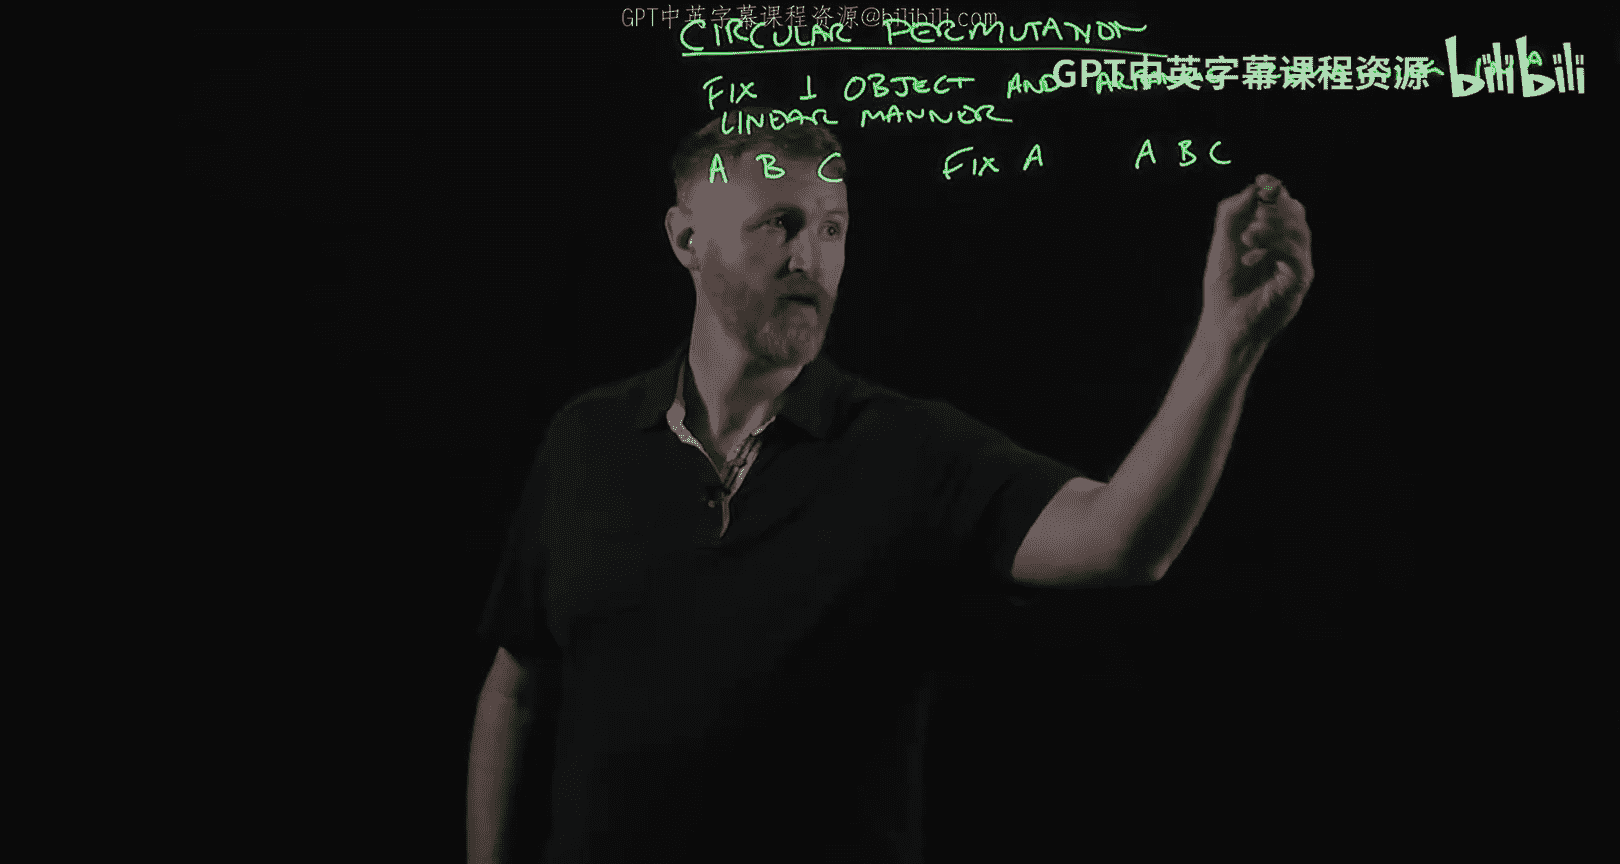 GPT中英字幕课程资源@bilibili.com
CIRCULAR PERMUTATION
GPT中英字幕课程资源 bilibili
FIX 1 OBJECT AND
LINEAR MANNER
A B C FIX A A B C